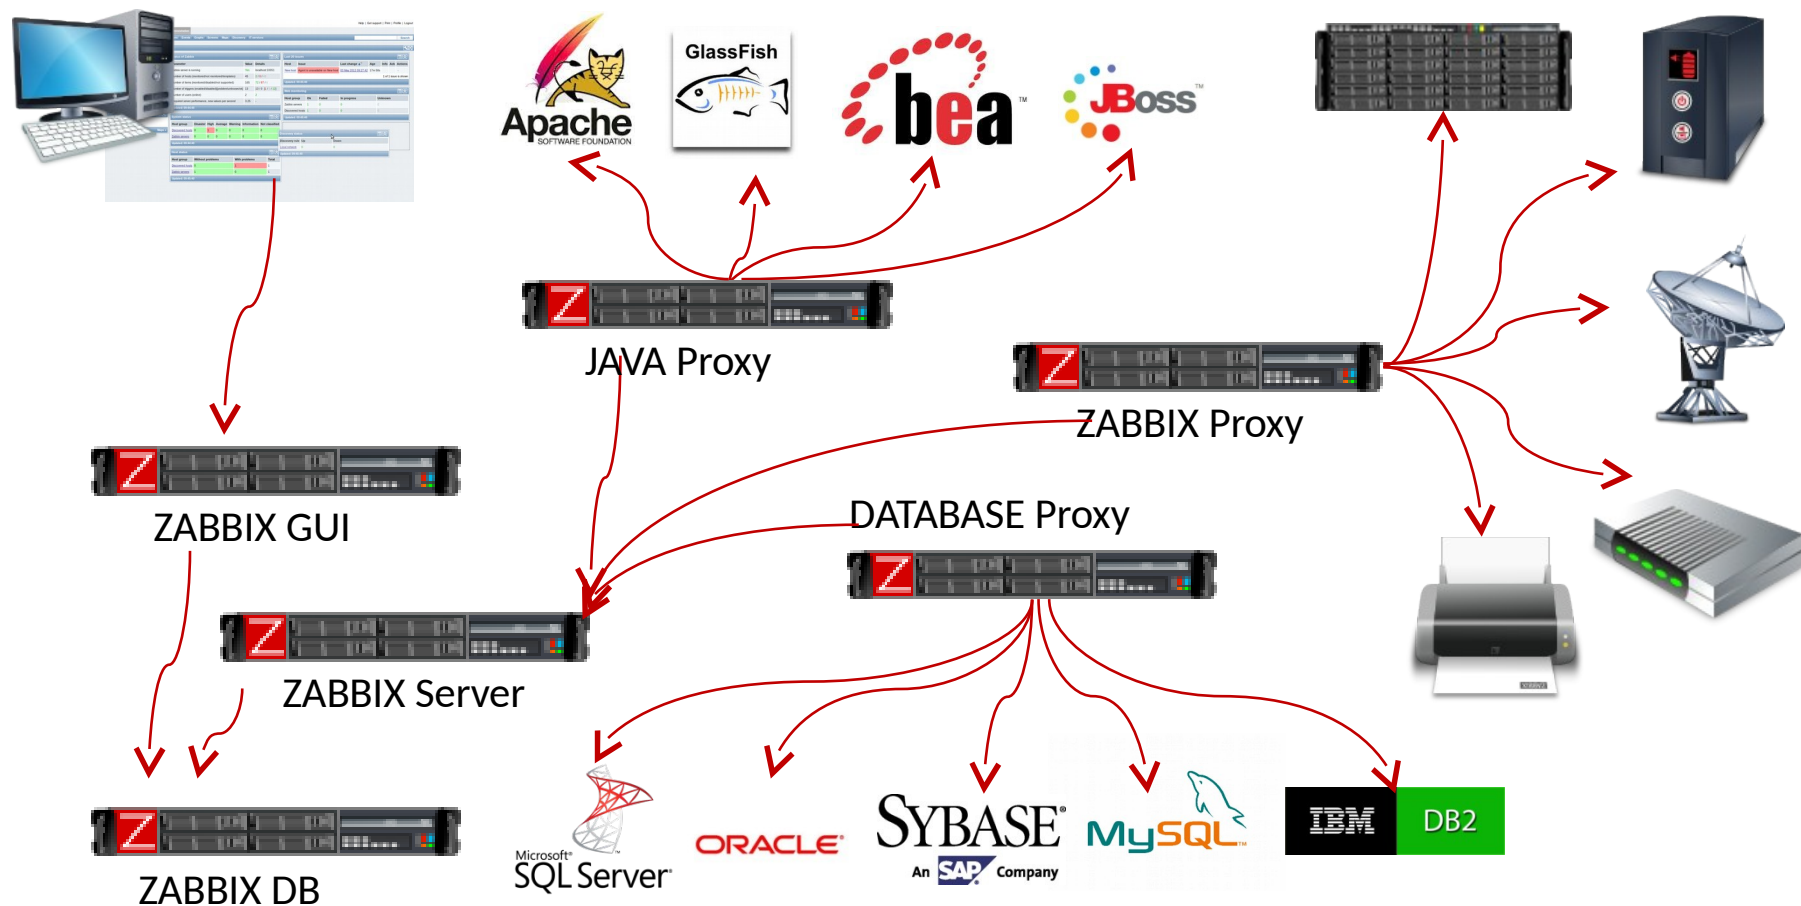 Apache
SOFTWARE FOUNDATION
GlassFish
bea
JBoss
JAVA Proxy
ZABBIX Proxy
ZABBIX GUI
DATABASE Proxy
ZABBIX Server
Microsoft®
SQL Server®
ORACLE®
SYBASE®
An SAP Company
MySQL™
IBM
DB2
ZABBIX DB